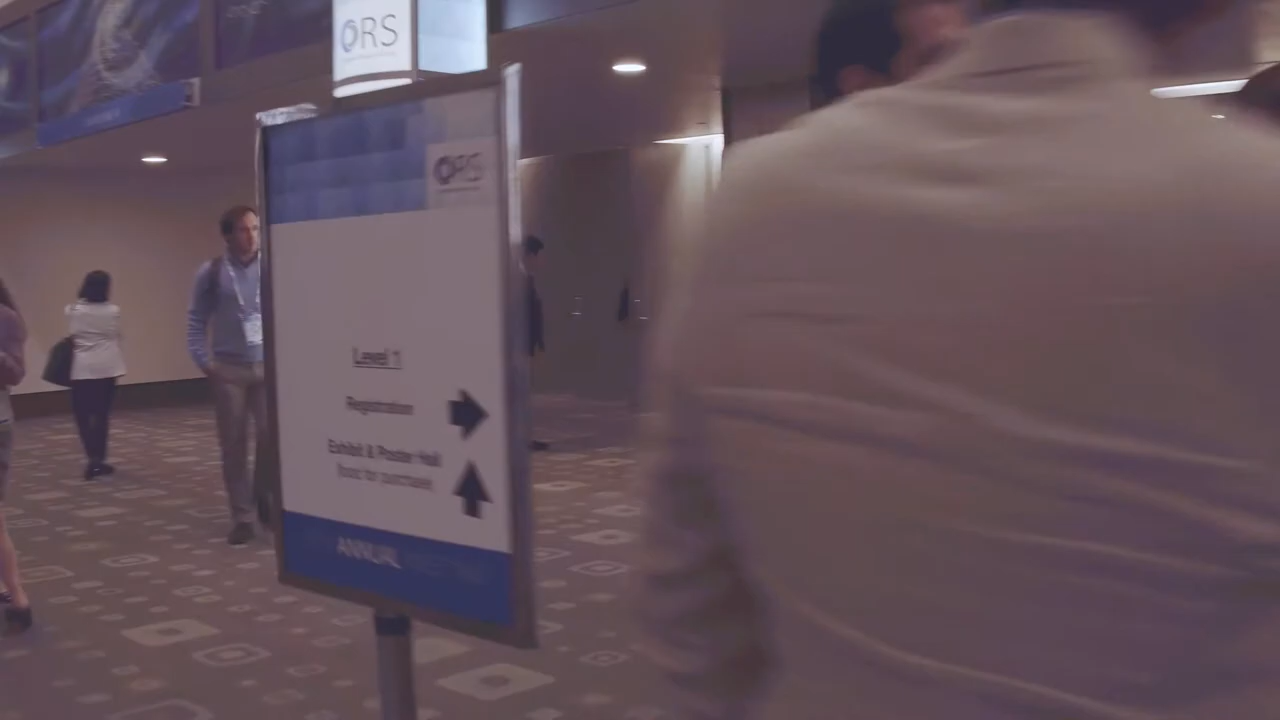 ORS
ORS
Level 1
Registration
Exhibit & Poster Hall
ANNUAL